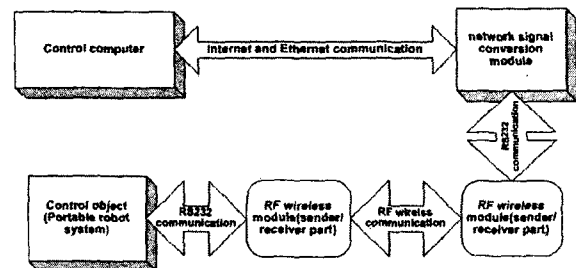 Control computer
Internet and Ethernet communication
network signal
conversion
module
RS232
communication
Control object
(Portable robot
system)
RS232
communication
RF wireless
module(sender/
receiver part)
RF wirelss
communication
RF wireless
module(sender/
receiver part)